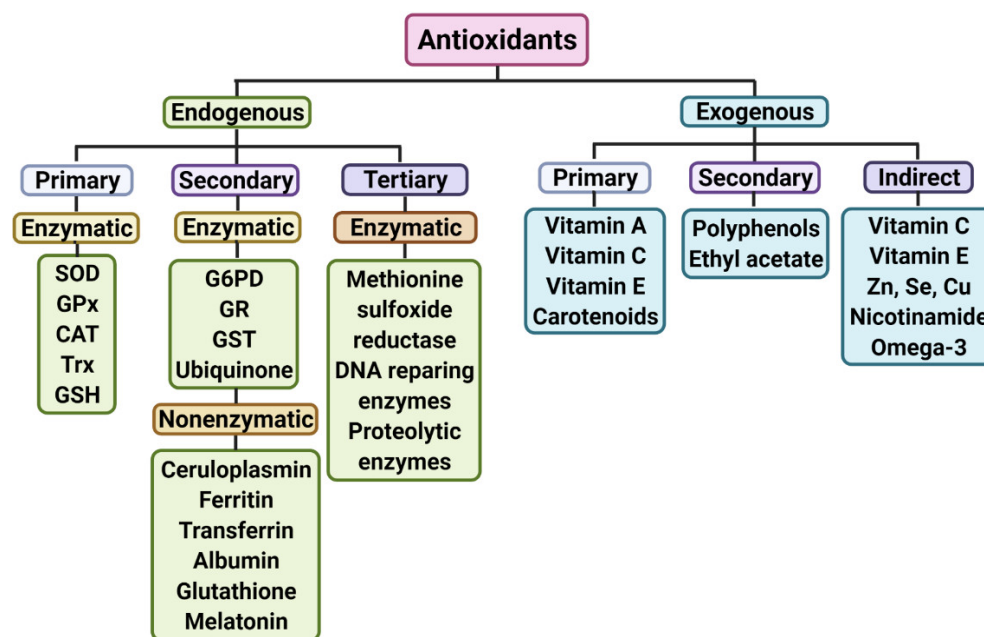 Antioxidants
Endogenous
Exogenous
Primary
Secondary
Tertiary
Primary
Secondary
Indirect
Enzymatic
Enzymatic
Enzymatic
SOD
GPx
CAT
Trx
GSH
G6PD
GR
GST
Ubiquinone
Nonenzymatic
Ceruloplasmin
Ferritin
Transferrin
Albumin
Glutathione
Melatonin
Methionine
sulfoxide
reductase
DNA reparing
enzymes
Proteolytic
enzymes
Vitamin A
Vitamin C
Vitamin E
Carotenoids
Polyphenols
Ethyl acetate
Vitamin C
Vitamin E
Zn, Se, Cu
Nicotinamide
Omega-3